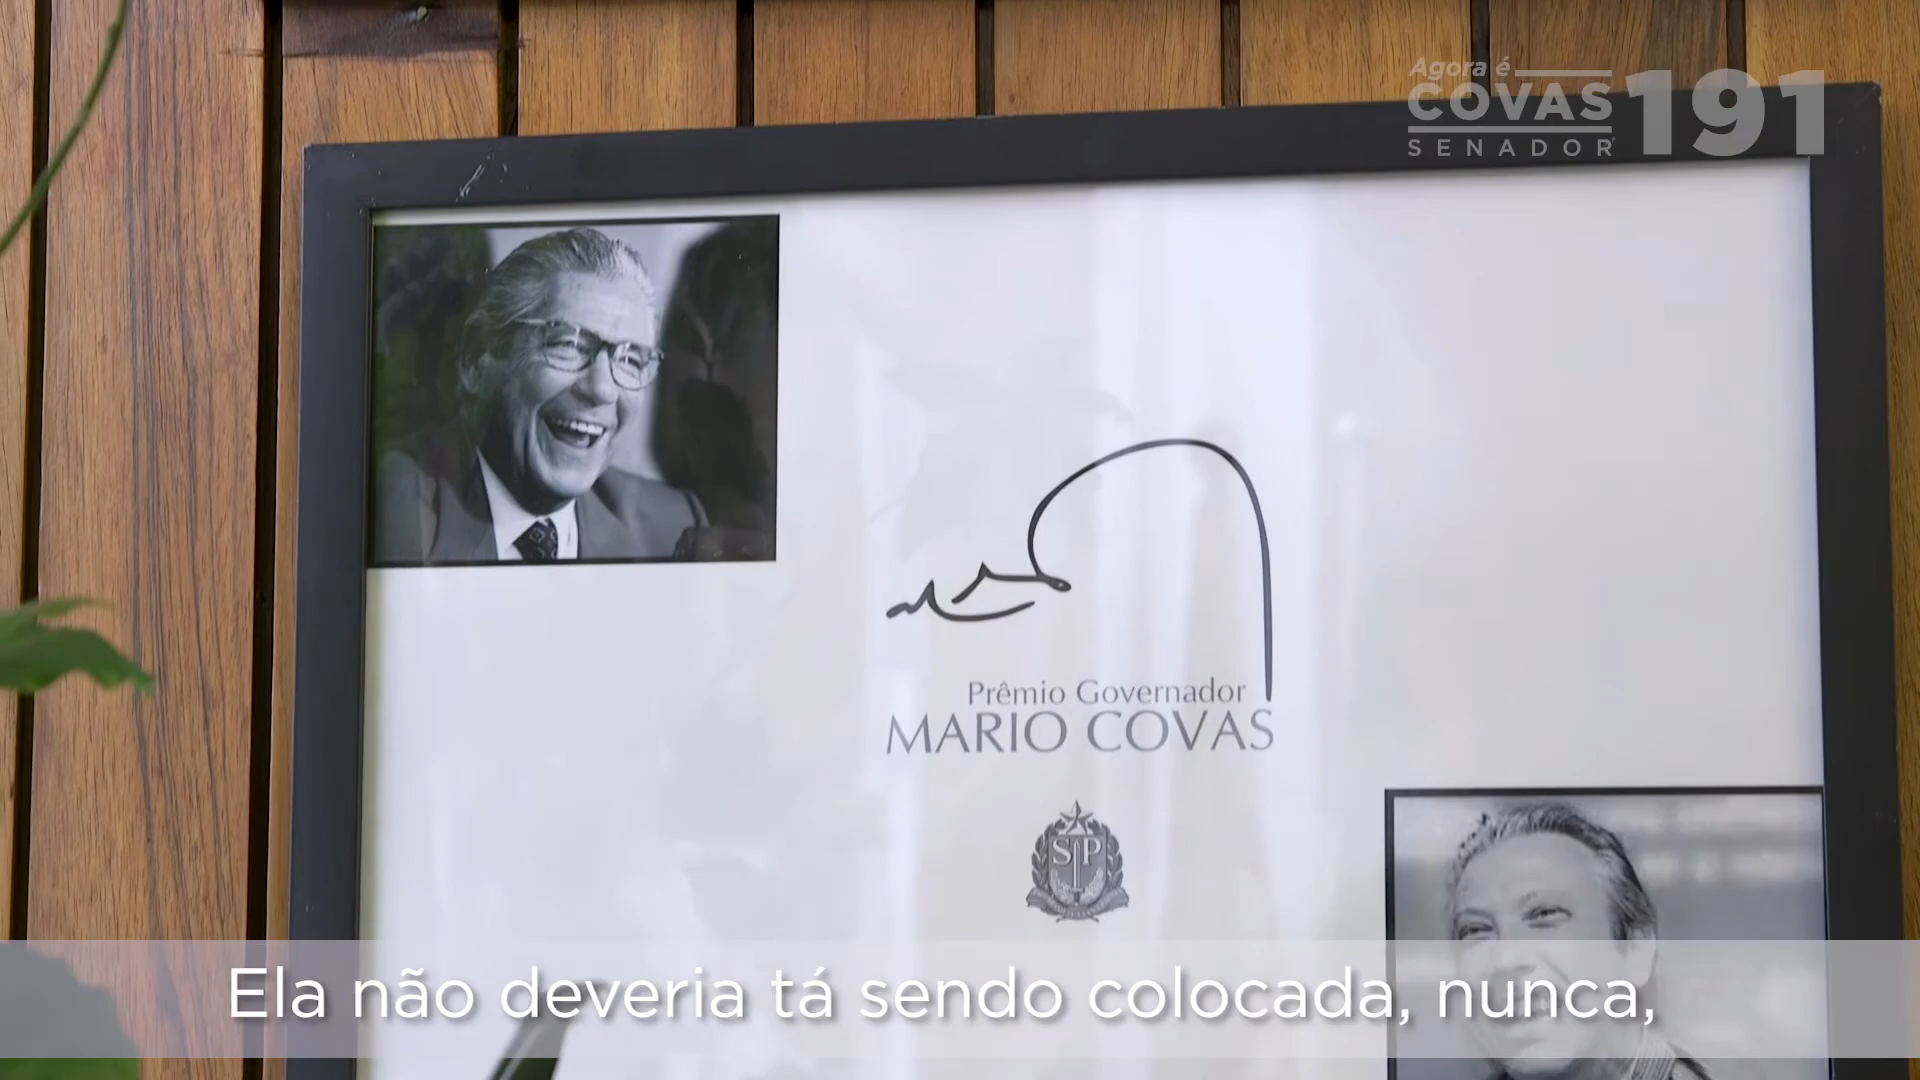 Agora é
COVAS
SENADOR
191
Prêmio Governador
MARIO COVAS
SP
Ela não deveria tá sendo colocada, nunca,